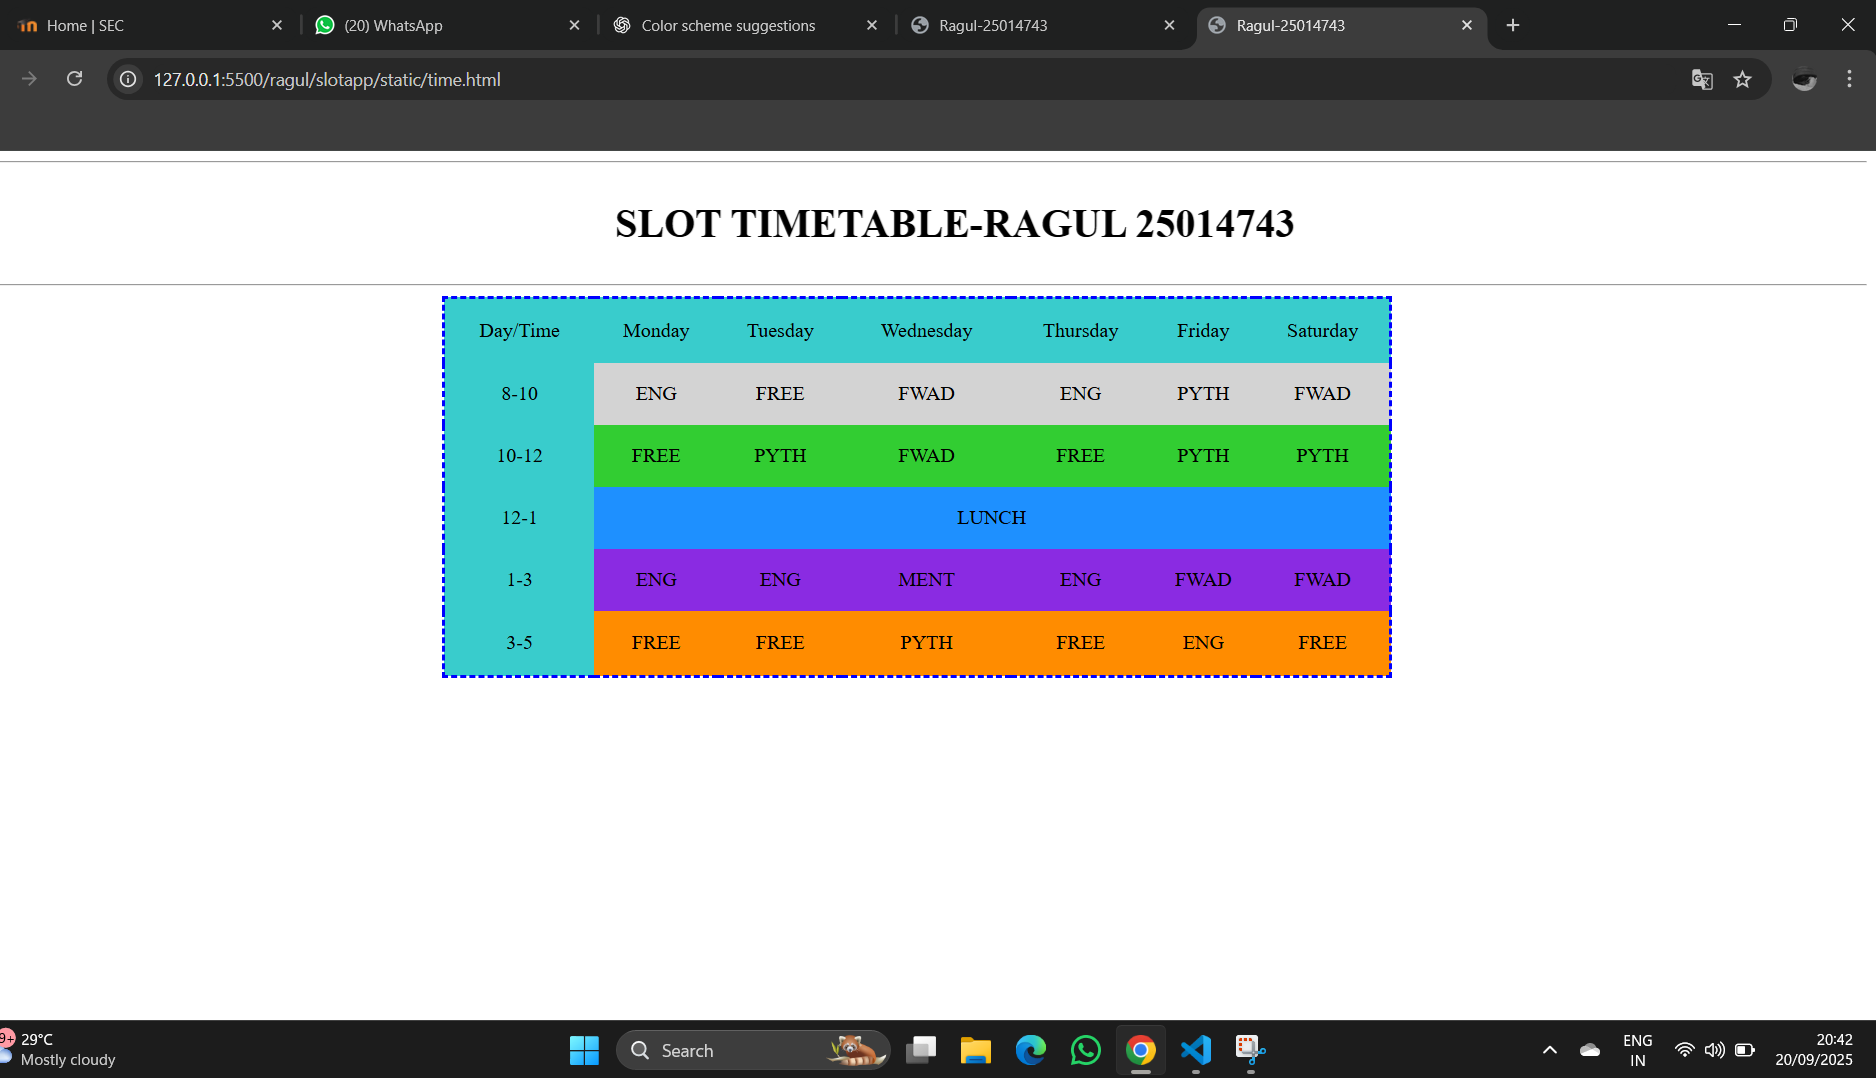 Home | SEC
(20) WhatsApp
Color scheme suggestions
Ragul-25014743
Ragul-25014743
127.0.0.1:5500/ragul/slotapp/static/time.html
SLOT TIMETABLE-RAGUL 25014743
Day/Time Monday Tuesday Wednesday Thursday Friday Saturday
8-10 ENG FREE FWAD ENG PYTH FWAD
10-12 FREE PYTH FWAD FREE PYTH PYTH
12-1 LUNCH
1-3 ENG ENG MENT ENG FWAD FWAD
3-5 FREE FREE PYTH FREE ENG FREE
9+
29°C
Mostly cloudy
Search
ENG
IN
20:42
20/09/2025